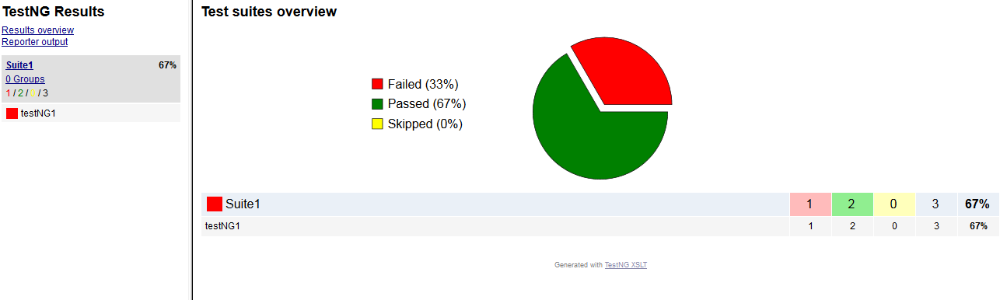 TestNG Results
Results overview
Reporter output
Suite1 67%
0 Groups
1 / 2 / 0 / 3
testNG1
Test suites overview
Failed (33%)
Passed (67%)
Skipped (0%)
Suite1 1 2 0 3 67%
testNG1 1 2 0 3 67%
Generated with TestNG XSLT